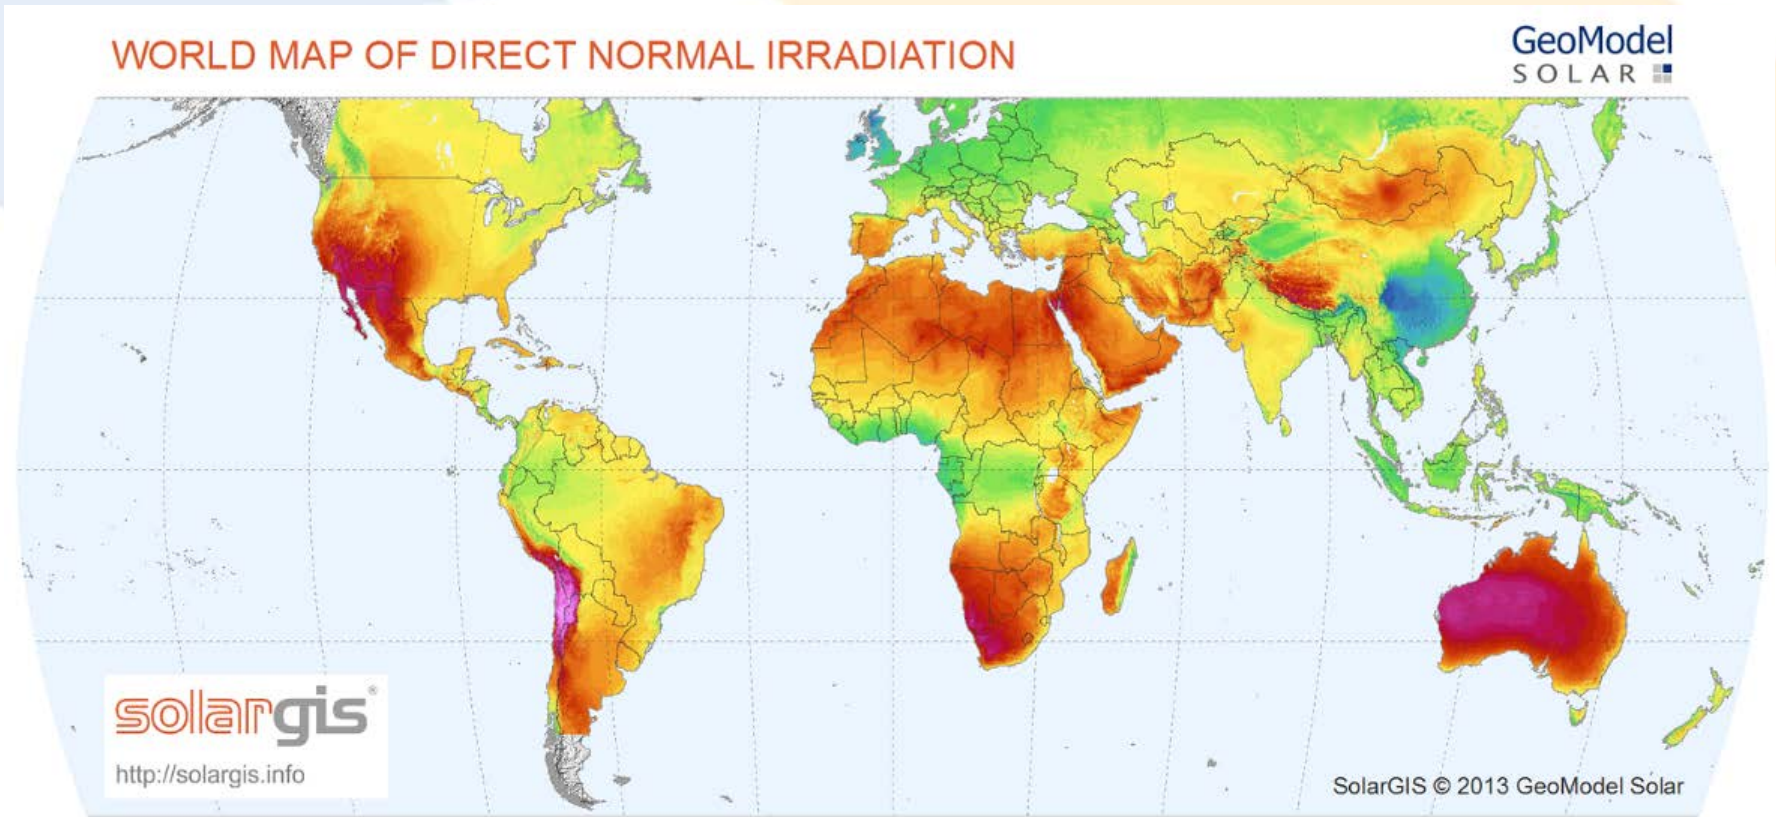 WORLD MAP OF DIRECT NORMAL IRRADIATION
GeoModel
SOLAR
solargis®
http://solargis.info
SolarGIS © 2013 GeoModel Solar